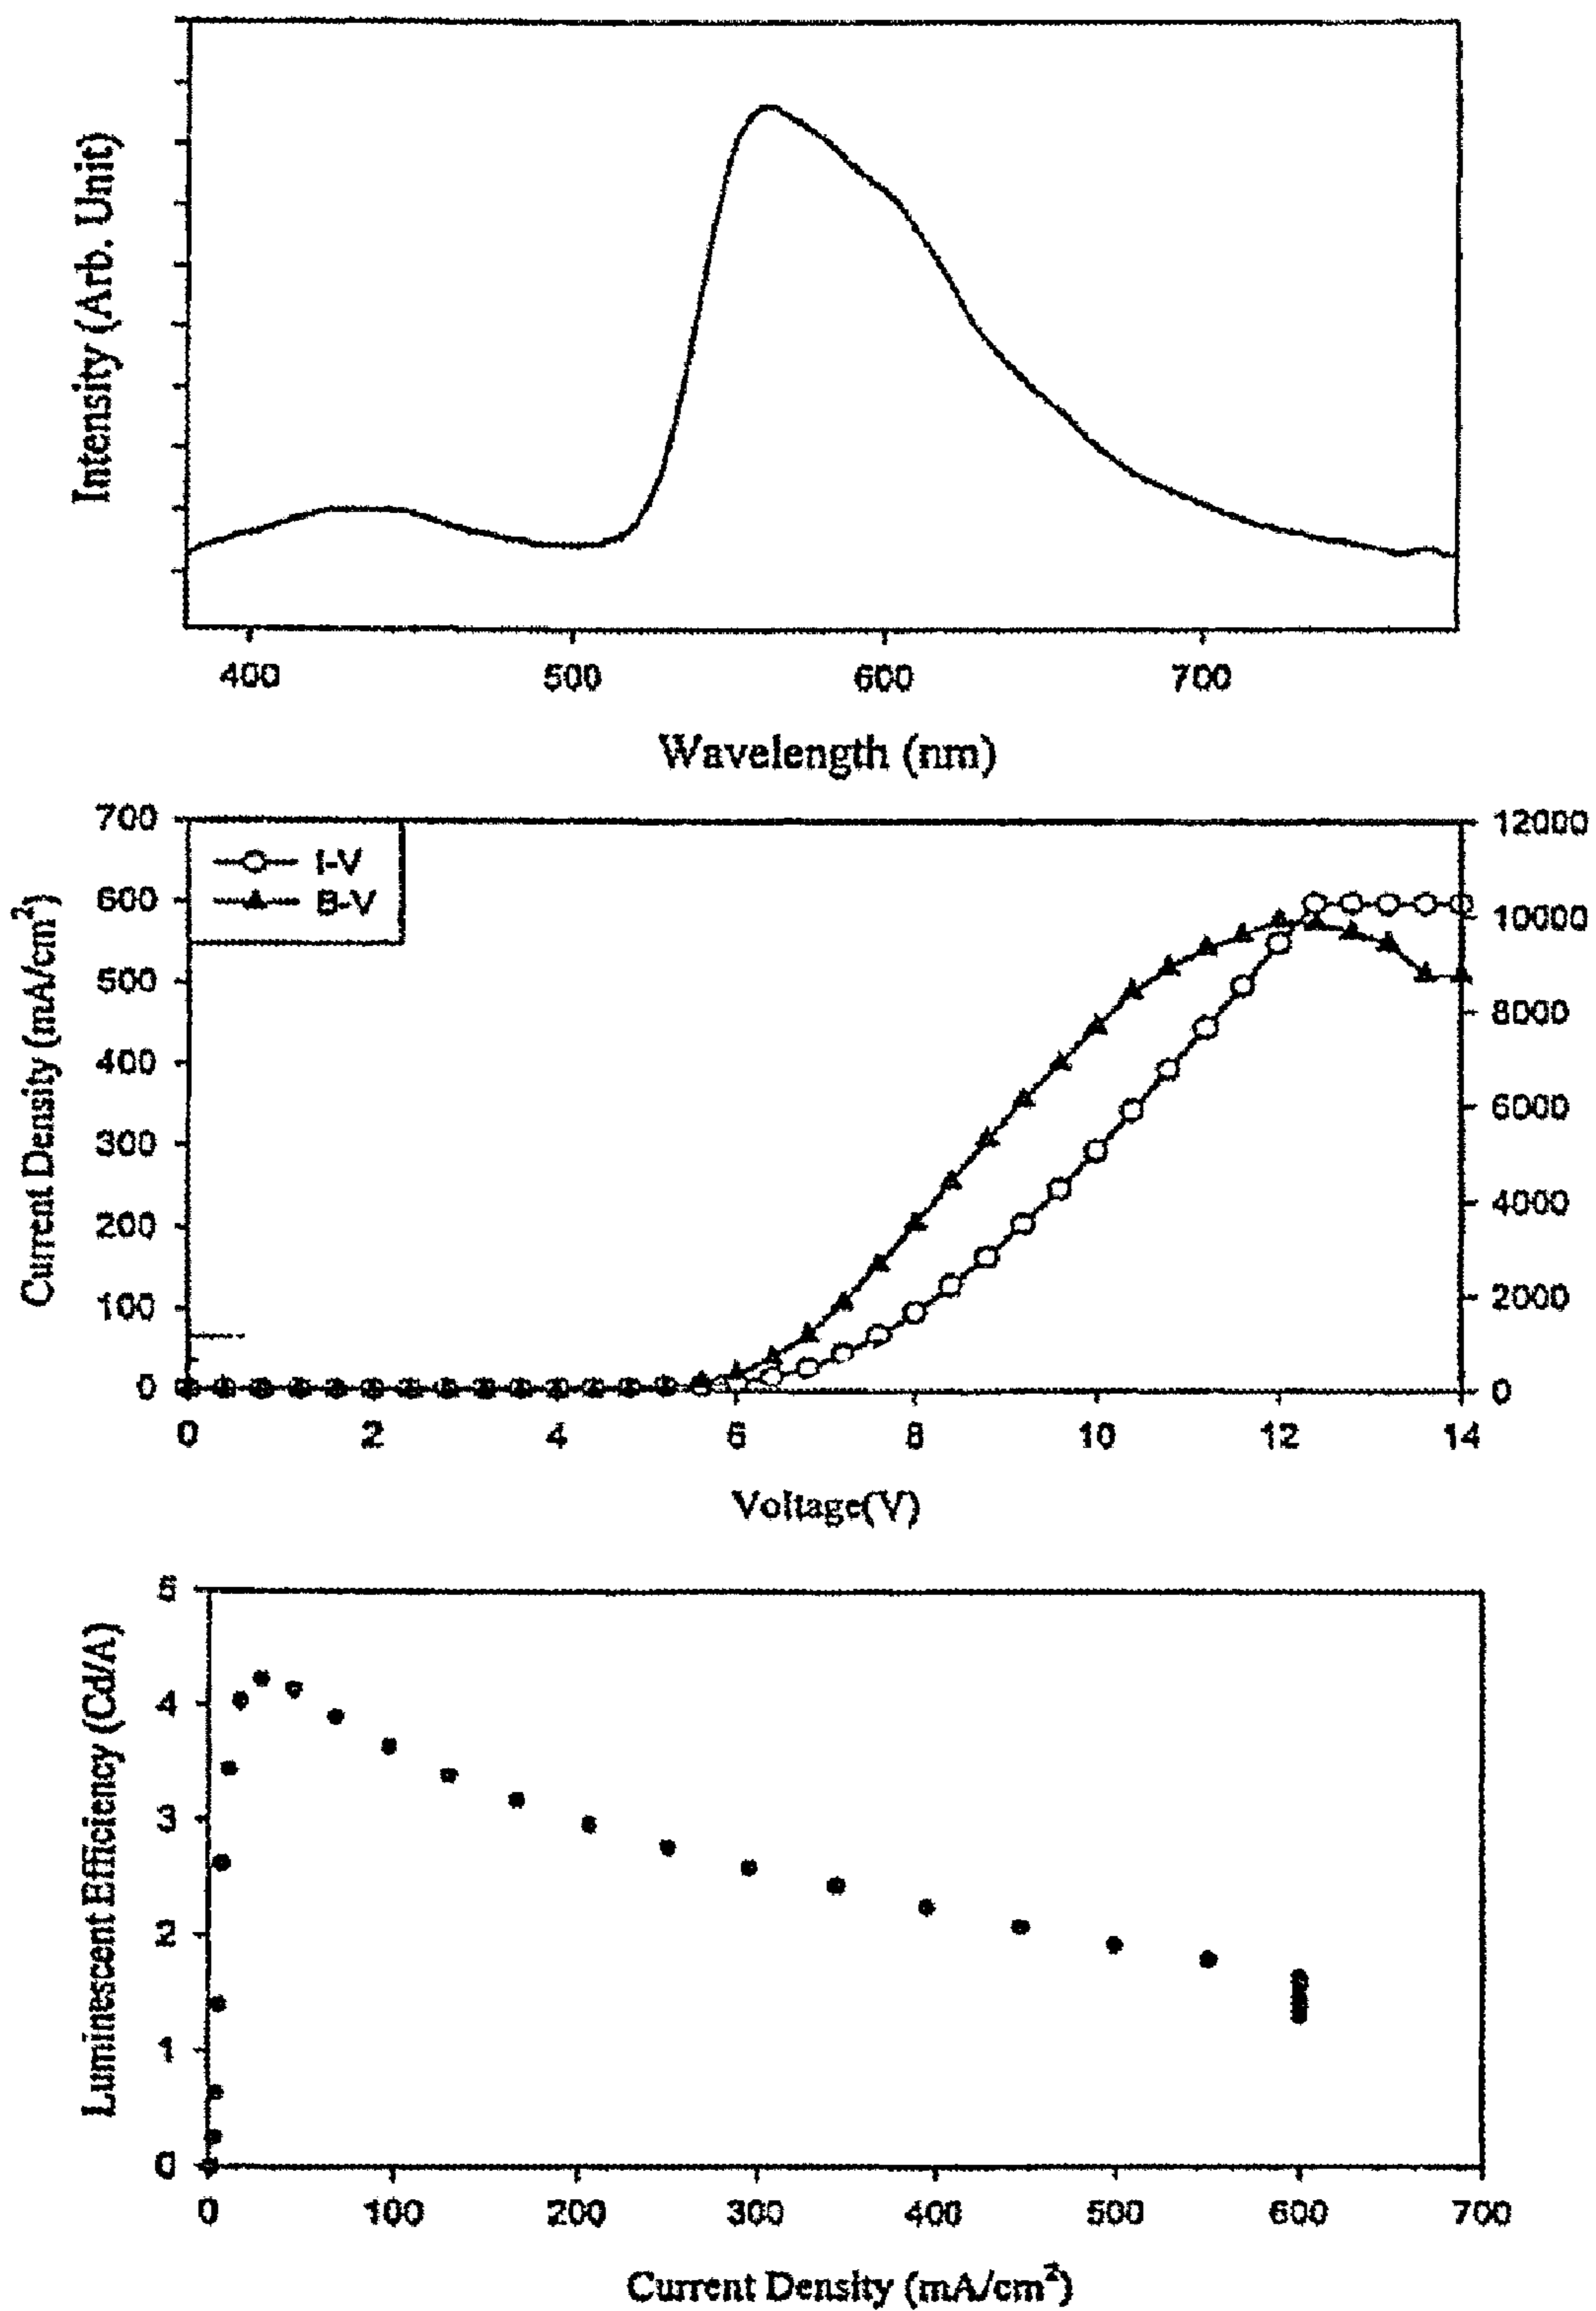 Intensity (Arb. Unit)
400 500 600 700
Wavelength (nm)
Current Density (mA/cm²)
700
600
500
400
300
200
100
0
I-V
B-V
12000
10000
8000
6000
4000
2000
0
0 2 4 6 8 10 12 14
Voltage(V)
Luminescent Efficiency (Cd/A)
5
4
3
2
1
0
0 100 200 300 400 500 600 700
Current Density (mA/cm²)